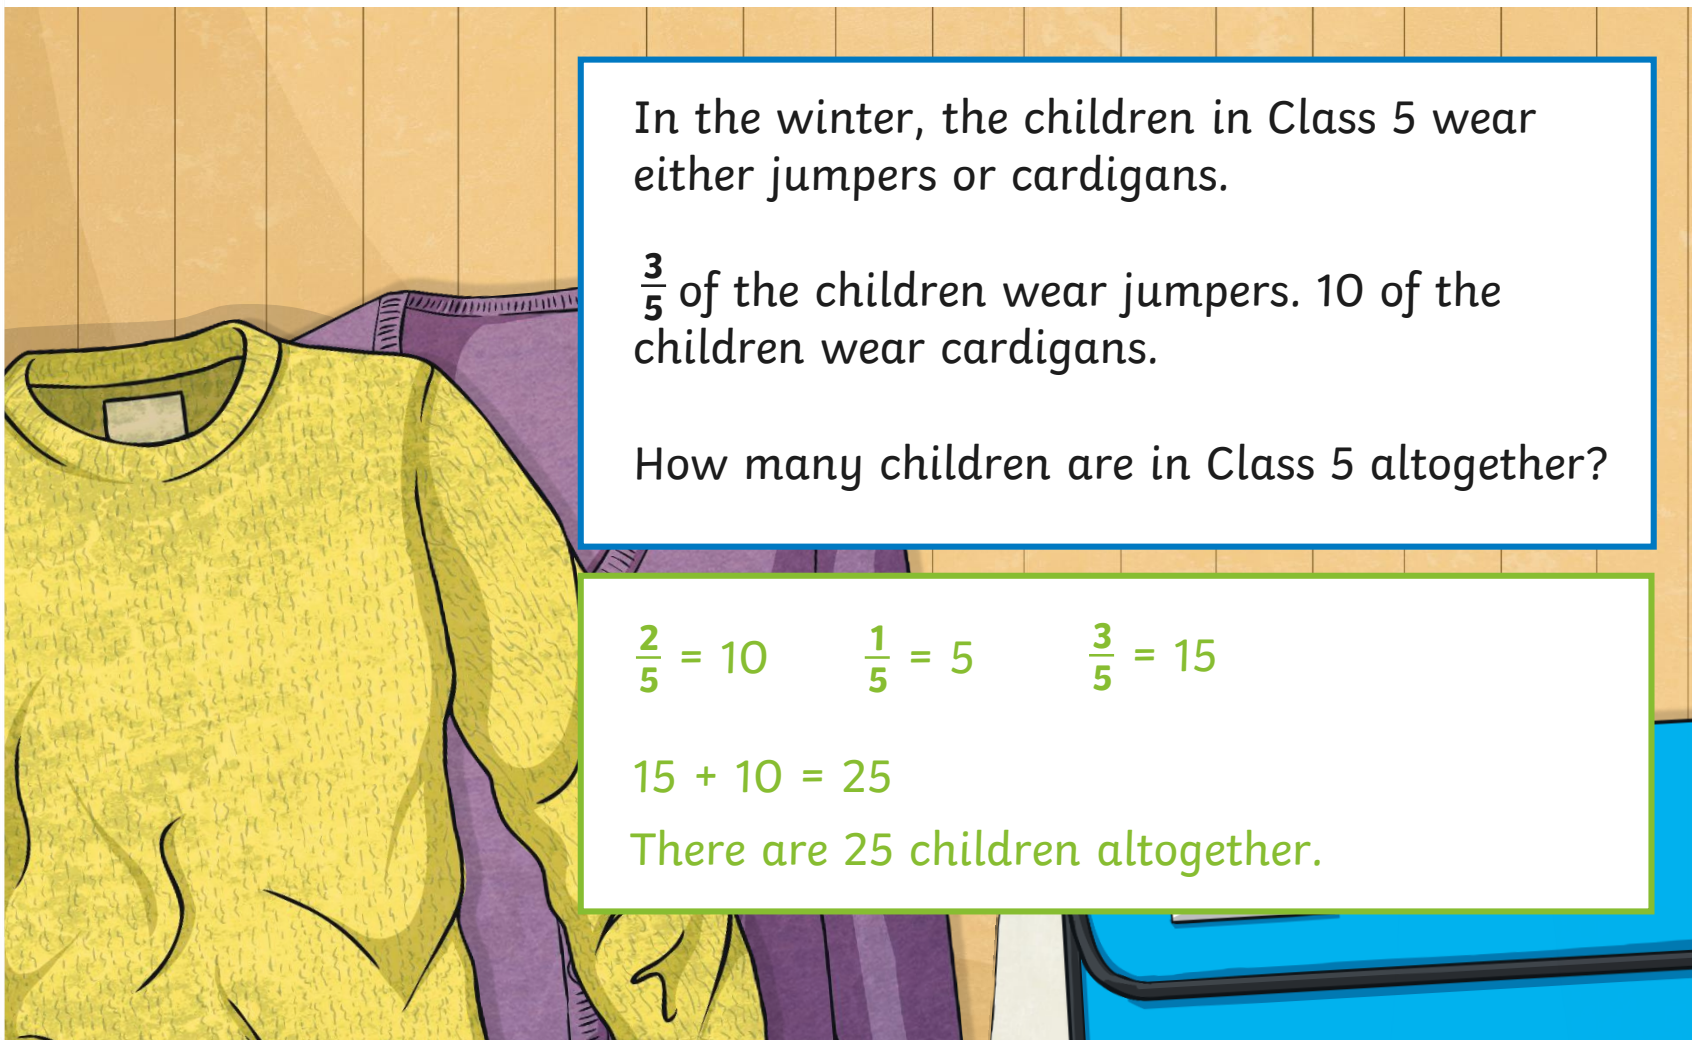 In the winter, the children in Class 5 wear
either jumpers or cardigans.
3/5 of the children wear jumpers. 10 of the
children wear cardigans.
How many children are in Class 5 altogether?
2/5 = 10 1/5 = 5 3/5 = 15
15 + 10 = 25
There are 25 children altogether.